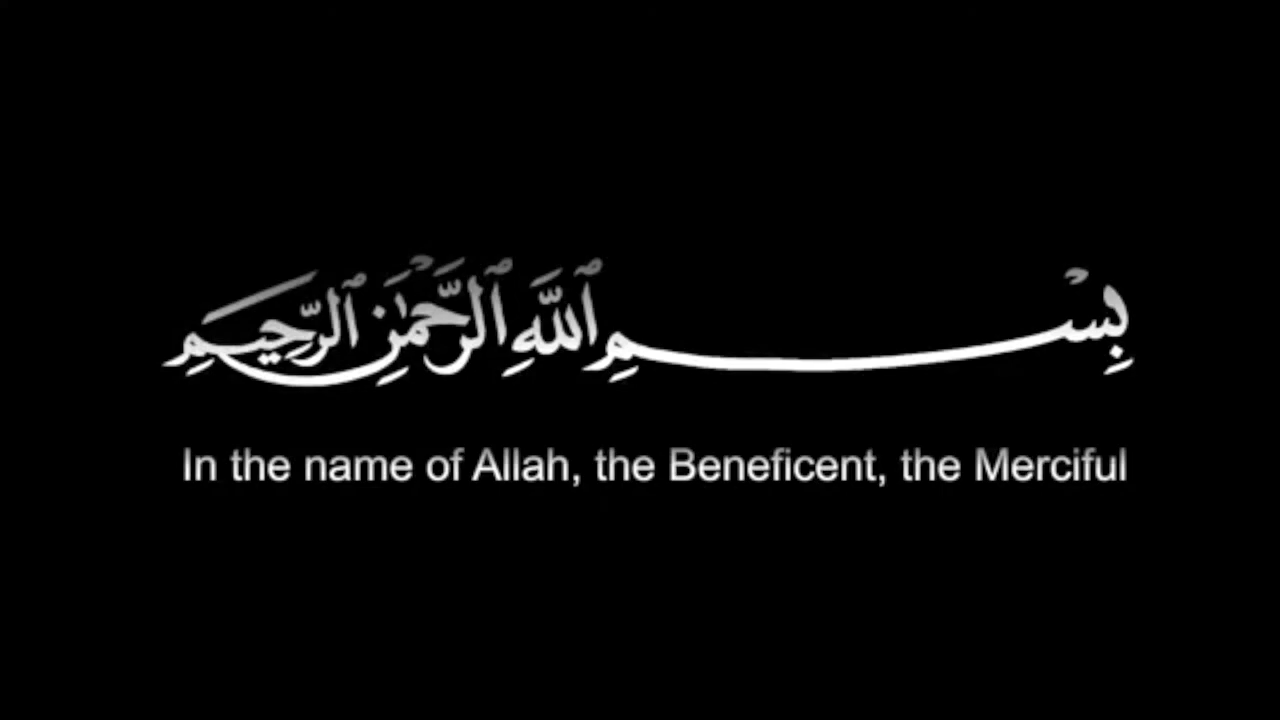 بِسْمِ ٱللَّهِ ٱلرَّحْمَٰنِ ٱلرَّحِيمِ
In the name of Allah, the Beneficent, the Merciful